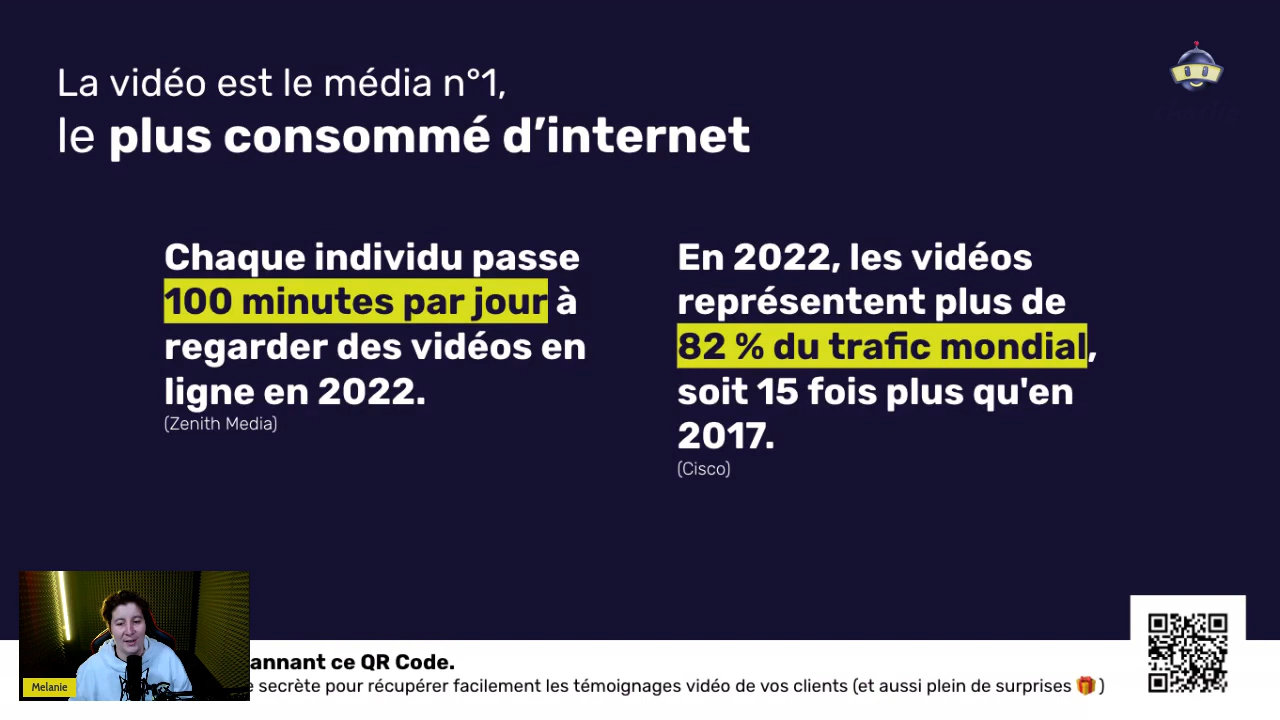 La vidéo est le média n°1,
le plus consommé d’internet
Chaque individu passe
100 minutes par jour à
regarder des vidéos en
ligne en 2022.
(Zenith Media)
En 2022, les vidéos
représentent plus de
82 % du trafic mondial,
soit 15 fois plus qu'en
2017.
(Cisco)
annant ce QR Code.
e secrète pour récupérer facilement les témoignages vidéo de vos clients (et aussi plein de surprises 🎁 )
Melanie